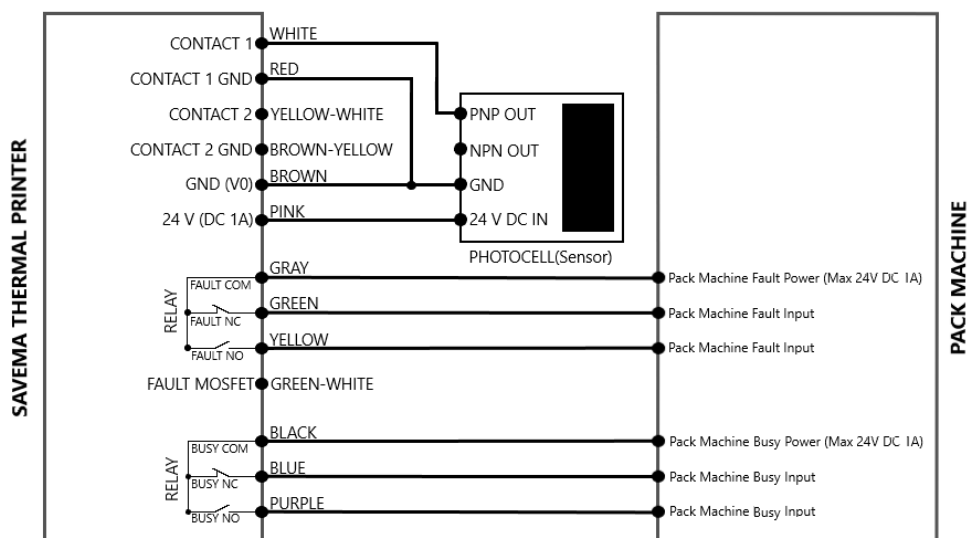 SAVEMA THERMAL PRINTER
CONTACT 1 WHITE
CONTACT 1 GND RED
CONTACT 2 YELLOW-WHITE
CONTACT 2 GND BROWN-YELLOW
GND (V0) BROWN
24 V (DC 1A) PINK
PNP OUT
NPN OUT
GND
24 V DC IN
PHOTOCELL(Sensor)
RELAY
FAULT COM GRAY Pack Machine Fault Power (Max 24V DC 1A)
FAULT NC GREEN Pack Machine Fault Input
FAULT NO YELLOW Pack Machine Fault Input
FAULT MOSFET GREEN-WHITE
RELAY
BUSY COM BLACK Pack Machine Busy Power (Max 24V DC 1A)
BUSY NC BLUE Pack Machine Busy Input
BUSY NO PURPLE Pack Machine Busy Input
PACK MACHINE